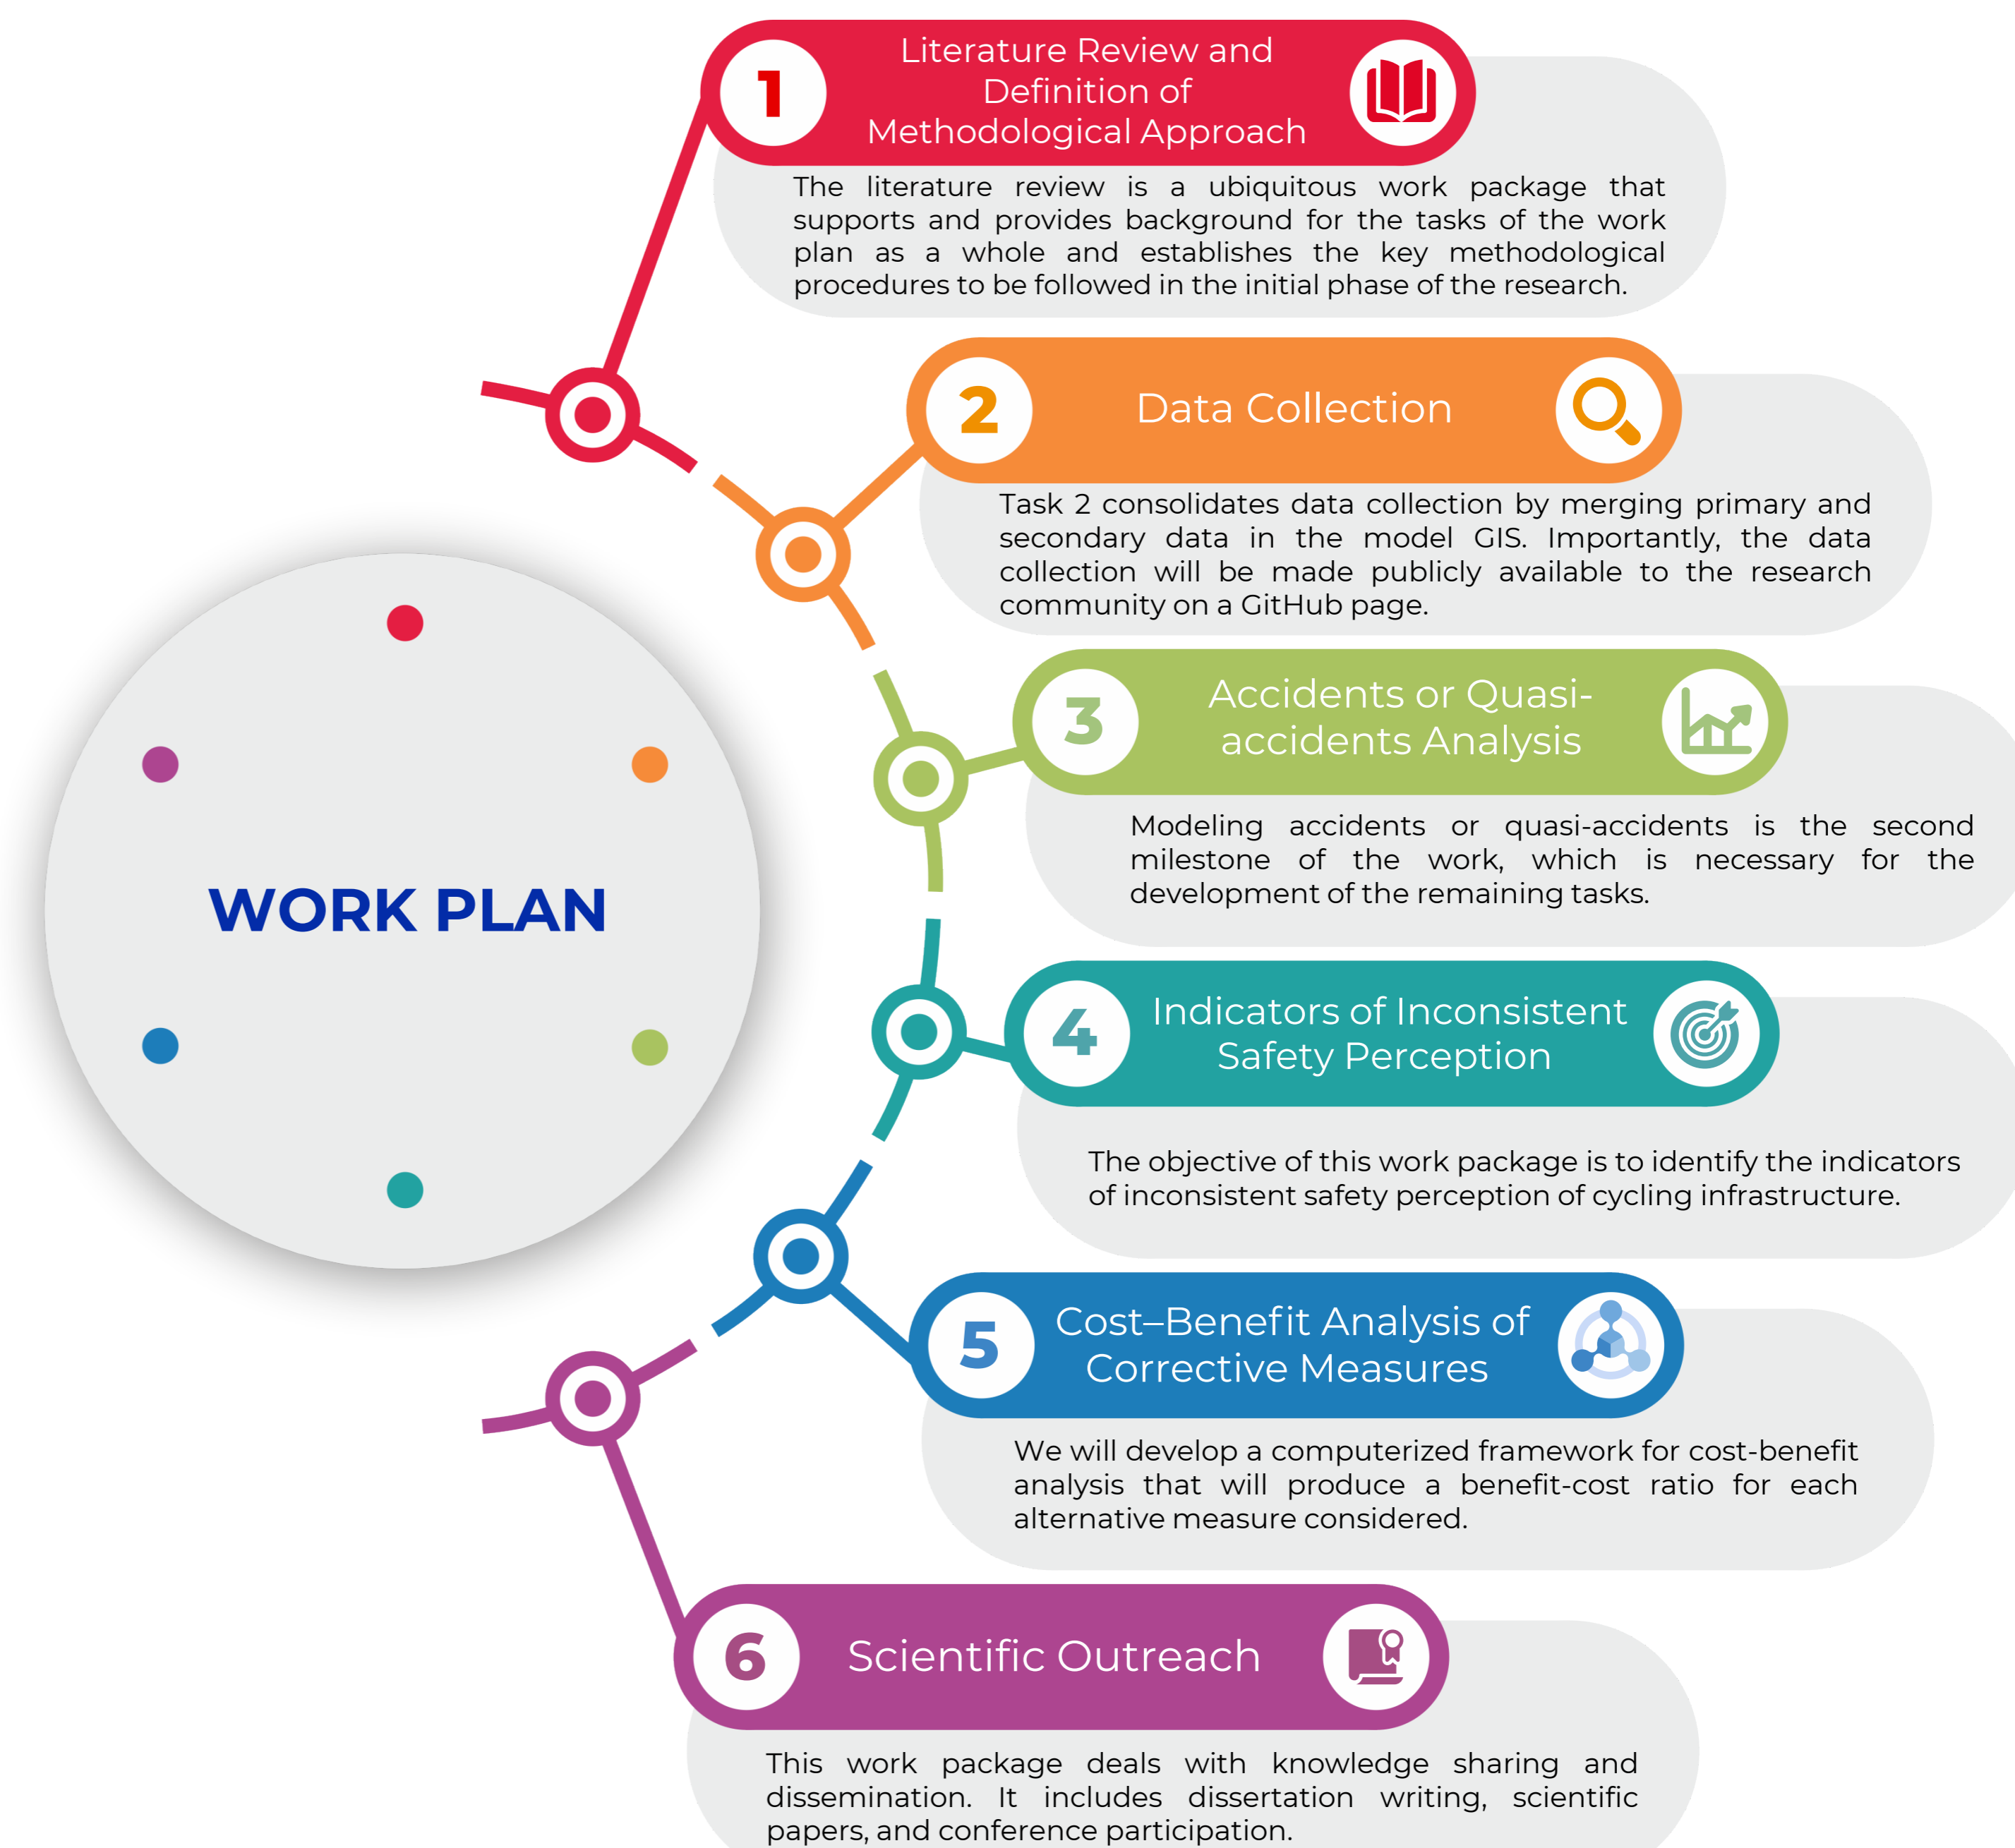 1
Literature Review and
Definition of
Methodological Approach
The literature review is a ubiquitous work package that
supports and provides background for the tasks of the work
plan as a whole and establishes the key methodological
procedures to be followed in the initial phase of the research.
2
Data Collection
Task 2 consolidates data collection by merging primary and
secondary data in the model GIS. Importantly, the data
collection will be made publicly available to the research
community on a GitHub page.
3
Accidents or Quasi-
accidents Analysis
Modeling accidents or quasi-accidents is the second
milestone of the work, which is necessary for the
development of the remaining tasks.
WORK PLAN
4
Indicators of Inconsistent
Safety Perception
The objective of this work package is to identify the indicators
of inconsistent safety perception of cycling infrastructure.
5
Cost–Benefit Analysis of
Corrective Measures
We will develop a computerized framework for cost-benefit
analysis that will produce a benefit-cost ratio for each
alternative measure considered.
6
Scientific Outreach
This work package deals with knowledge sharing and
dissemination. It includes dissertation writing, scientific
papers, and conference participation.